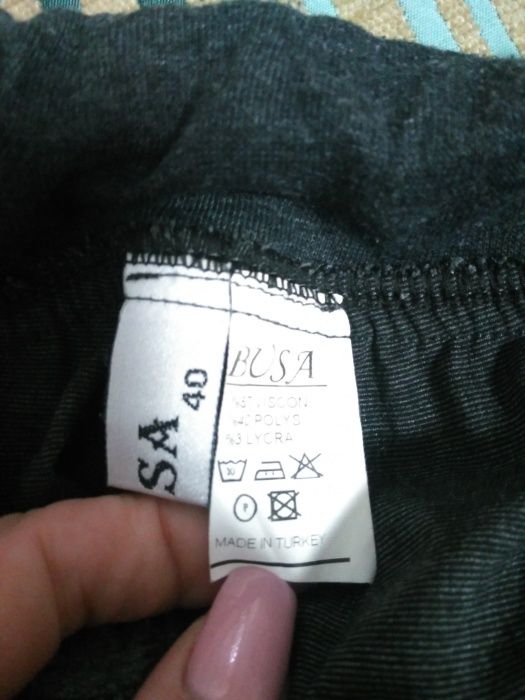 SA
40
BUSA
%57 VISCON
%40 POLYS
%3 LYCRA
P
MADE IN TURKEY